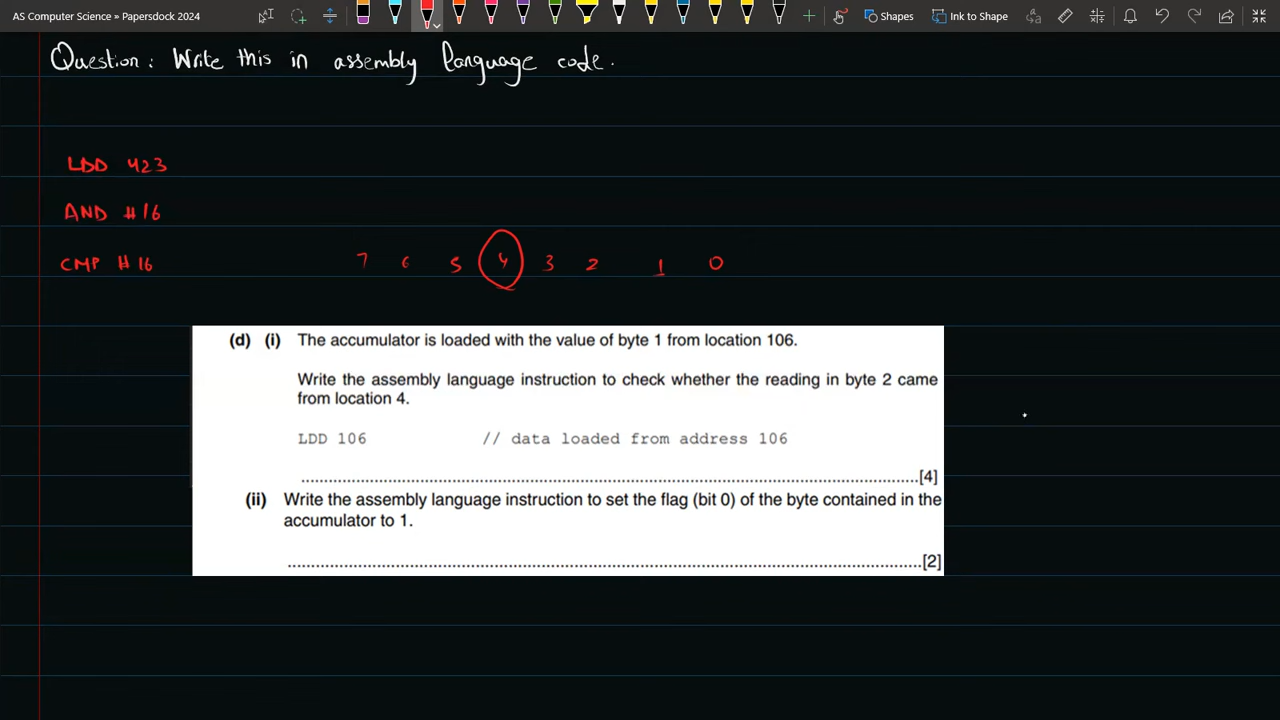 AS Computer Science » Papersdock 2024
Shapes
Ink to Shape
Question: Write this in assembly language code.
LDD 423
AND #16
CMP #16
7 6 5 4 3 2 1 0
(d) (i) The accumulator is loaded with the value of byte 1 from location 106.
Write the assembly language instruction to check whether the reading in byte 2 came
from location 4.
LDD 106 // data loaded from address 106
[4]
(ii) Write the assembly language instruction to set the flag (bit 0) of the byte contained in the
accumulator to 1.
[2]